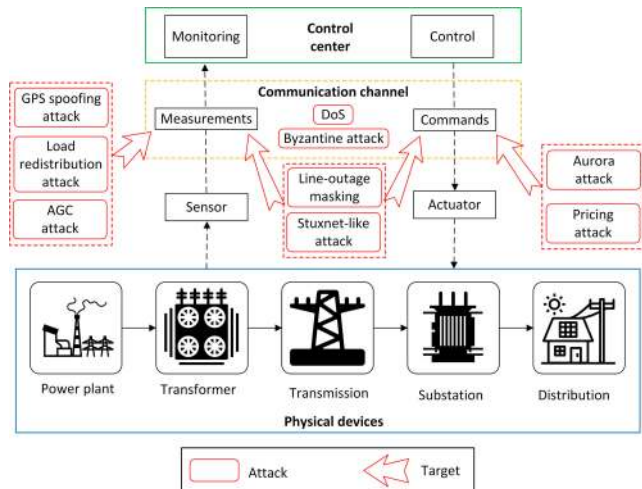 Monitoring
Control
center
Control
Communication channel
GPS spoofing
attack
Load
redistribution
attack
AGC
attack
Measurements
DoS
Byzantine attack
Commands
Line-outage
masking
Stuxnet-like
attack
Aurora
attack
Pricing
attack
Sensor
Actuator
Power plant
Transformer
Transmission
Substation
Distribution
Physical devices
Attack
Target